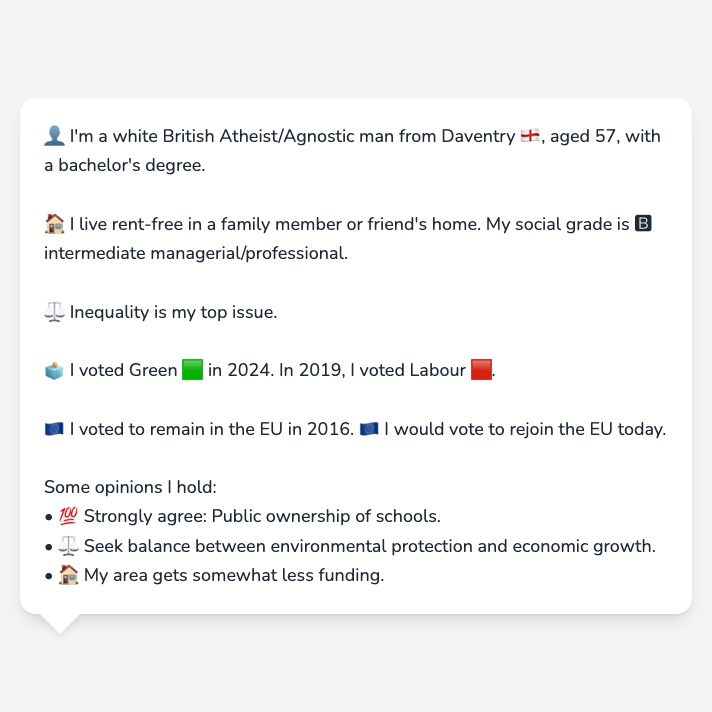 👤 I'm a white British Atheist/Agnostic man from Daventry 🏴󠁧󠁢󠁥󠁮󠁧󠁿, aged 57, with
a bachelor's degree.
🏠 I live rent-free in a family member or friend's home. My social grade is 🅱
intermediate managerial/professional.
⚖️ Inequality is my top issue.
🗳️ I voted Green 🟩 in 2024. In 2019, I voted Labour 🟥.
🇪🇺 I voted to remain in the EU in 2016. 🇪🇺 I would vote to rejoin the EU today.
Some opinions I hold:
• 💯 Strongly agree: Public ownership of schools.
• ⚖️ Seek balance between environmental protection and economic growth.
• 🏠 My area gets somewhat less funding.